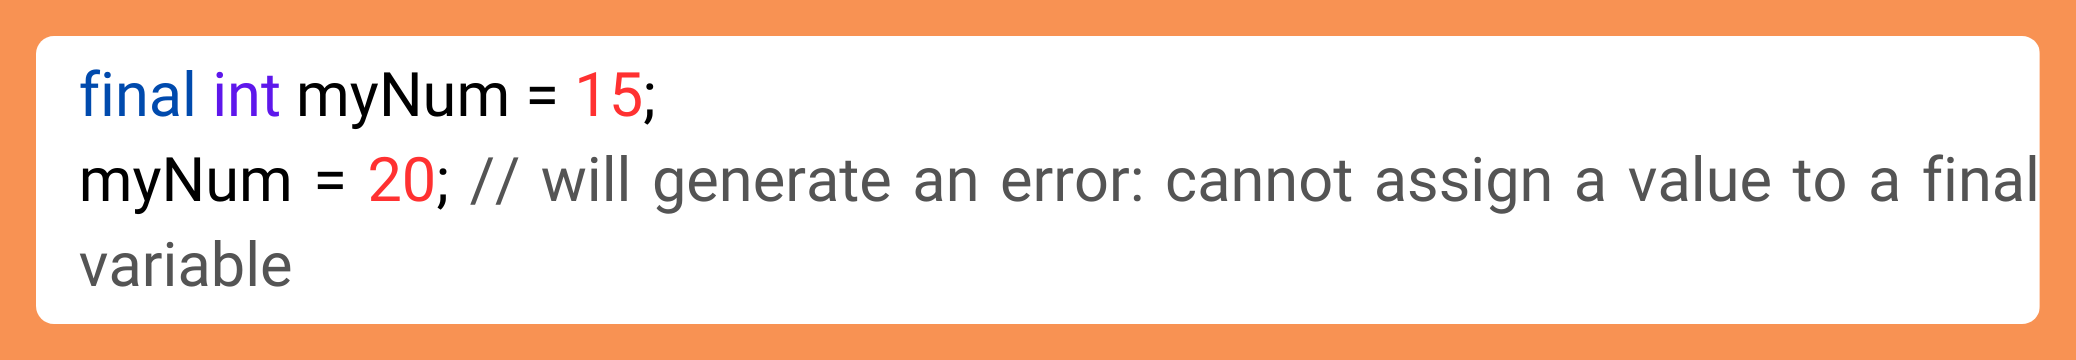 final int myNum = 15;
myNum = 20; // will generate an error: cannot assign a value to a final
variable